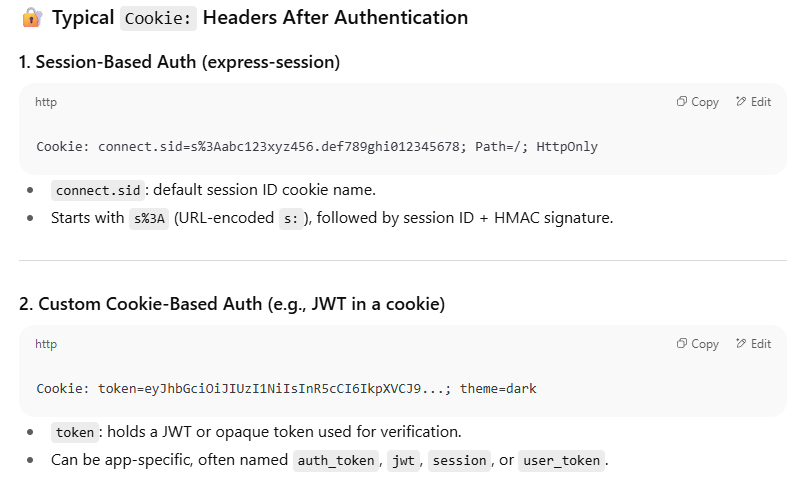 🔐 Typical Cookie: Headers After Authentication
1. Session-Based Auth (express-session)
http Copy Edit
Cookie: connect.sid=s%3Aabc123xyz456.def789ghi012345678; Path=/; HttpOnly
• connect.sid: default session ID cookie name.
• Starts with s%3A (URL-encoded s:), followed by session ID + HMAC signature.
2. Custom Cookie-Based Auth (e.g., JWT in a cookie)
http Copy Edit
Cookie: token=eyJhbGciOiJIUzI1NiIsInR5cCI6IkpXVCJ9...; theme=dark
• token: holds a JWT or opaque token used for verification.
• Can be app-specific, often named auth_token, jwt, session, or user_token.